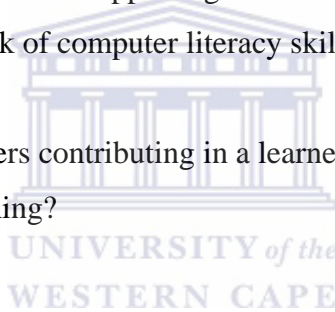 k of computer literacy skil
ers contributing in a learne
ing?
UNIVERSITY of the
WESTERN CAPE